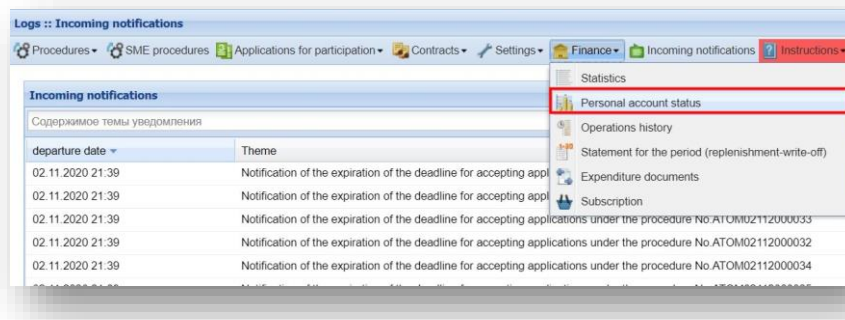 Logs :: Incoming notifications
Procedures SME procedures Applications for participation Contracts Settings Finance Incoming notifications Instructions
Statistics
Incoming notifications
Personal account status
Содержимое темы уведомления
Operations history
departure date Theme
Statement for the period (replenishment-write-off)
02.11.2020 21:39 Notification of the expiration of the deadline for accepting appl
Expenditure documents
02.11.2020 21:39 Notification of the expiration of the deadline for accepting appl
Subscription
02.11.2020 21:39 Notification of the expiration of the deadline for accepting applications under the procedure No.ATOM02112000033
02.11.2020 21:39 Notification of the expiration of the deadline for accepting applications under the procedure No.ATOM02112000032
02.11.2020 21:39 Notification of the expiration of the deadline for accepting applications under the procedure No.ATOM02112000034